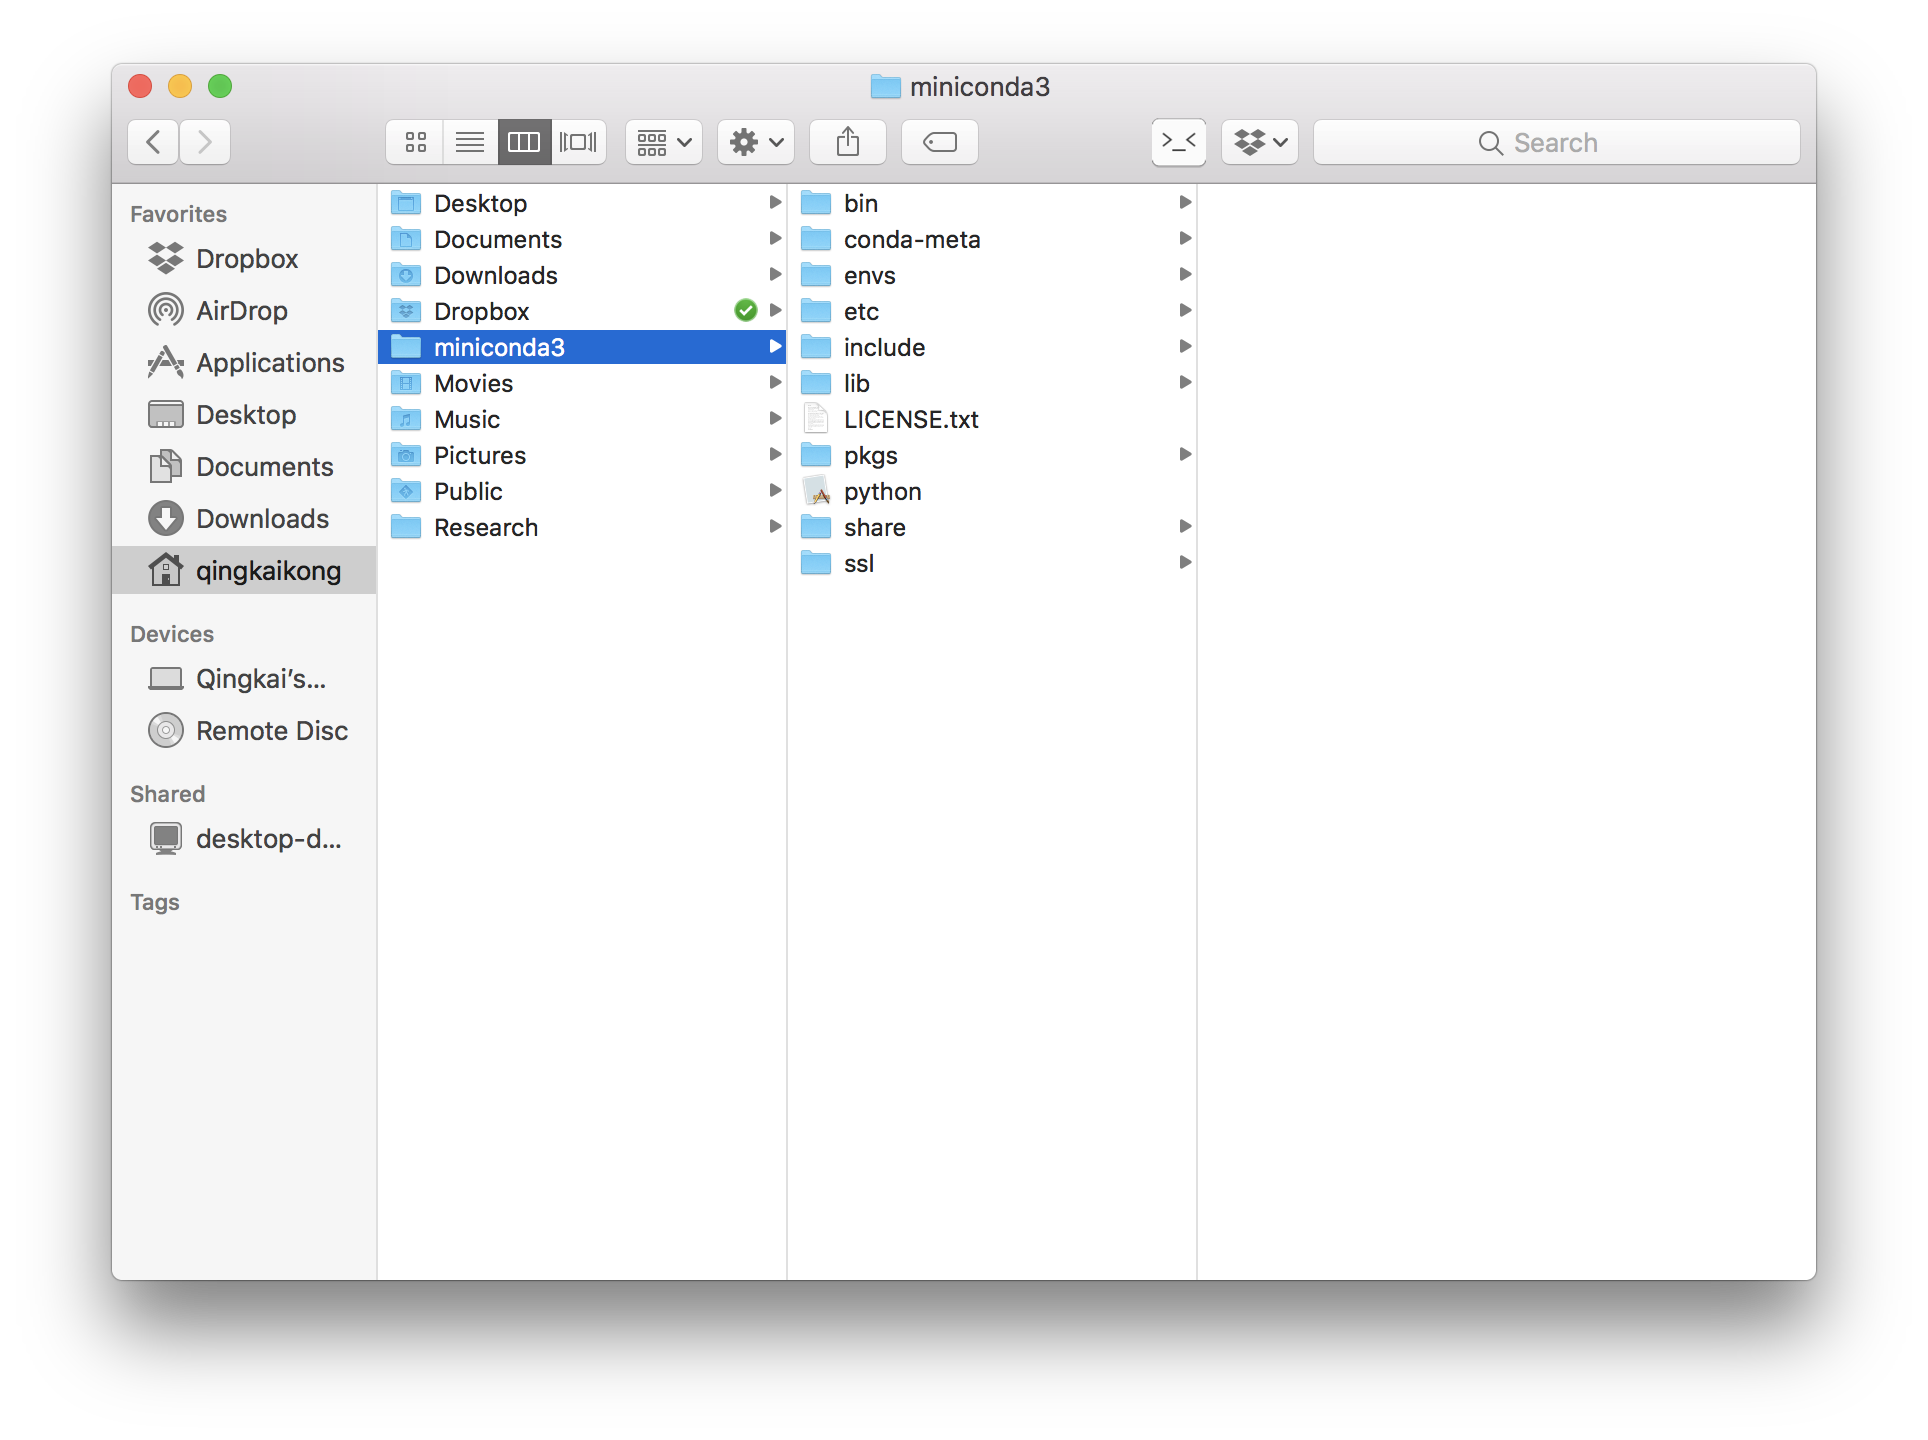 miniconda3
>_<
Search
Favorites
Dropbox
AirDrop
Applications
Desktop
Documents
Downloads
qingkaikong
Devices
Qingkai’s...
Remote Disc
Shared
desktop-d...
Tags
Desktop
Documents
Downloads
Dropbox
miniconda3
Movies
Music
Pictures
Public
Research
bin
conda-meta
envs
etc
include
lib
LICENSE.txt
pkgs
python
share
ssl